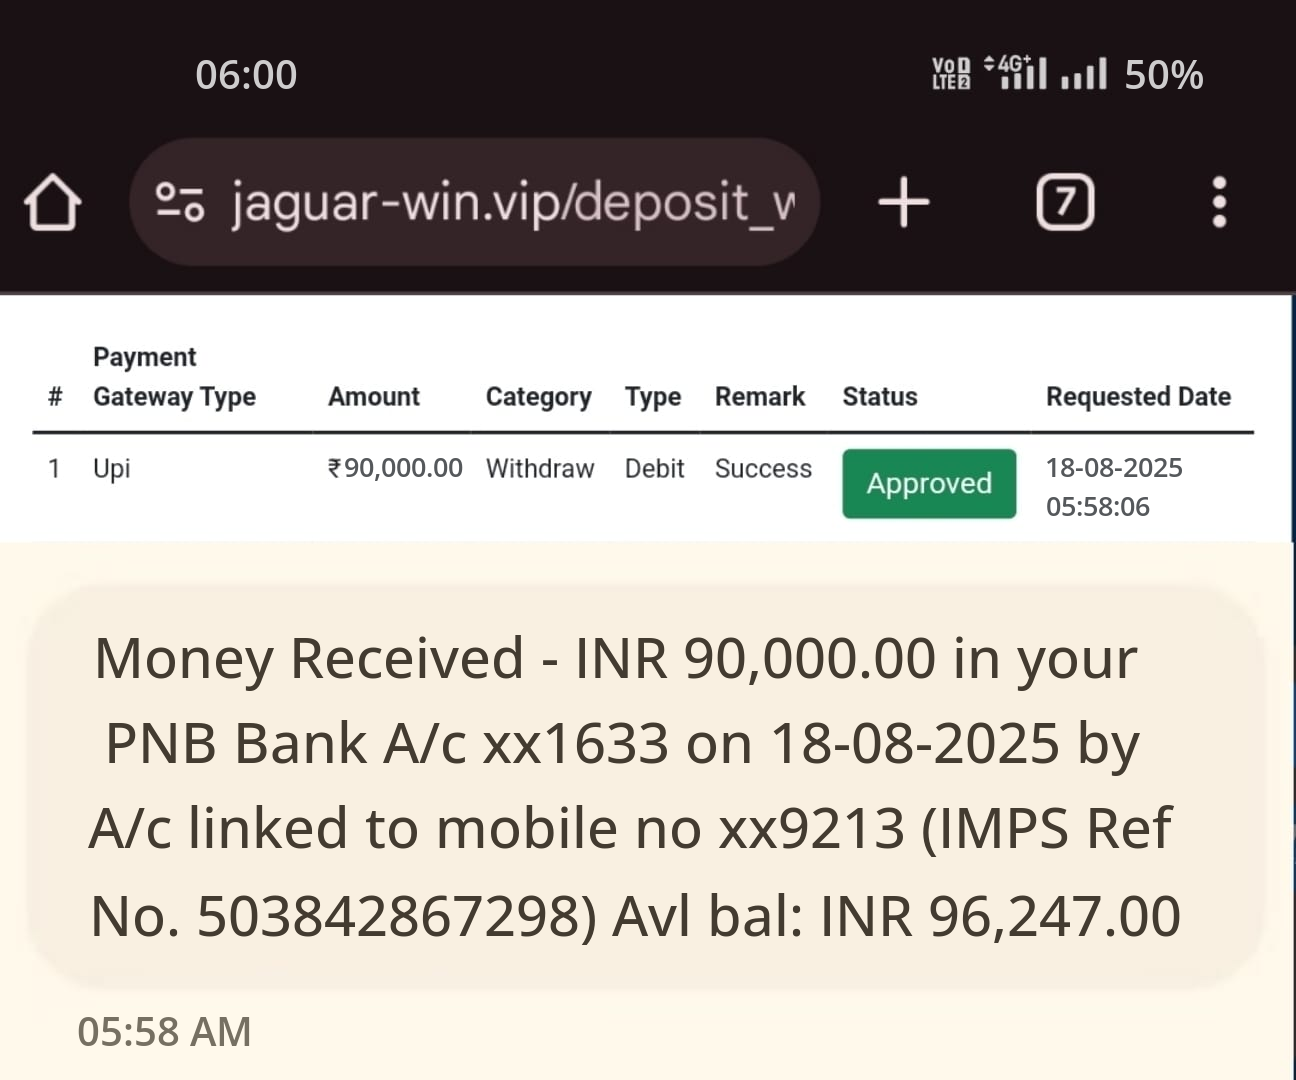 06:00 VoLTE2 4G+ 50%
jaguar-win.vip/deposit_w 7
# Payment Gateway Type Amount Category Type Remark Status Requested Date
1 Upi ₹90,000.00 Withdraw Debit Success Approved 18-08-2025 05:58:06
Money Received - INR 90,000.00 in your
PNB Bank A/c xx1633 on 18-08-2025 by
A/c linked to mobile no xx9213 (IMPS Ref
No. 503842867298) Avl bal: INR 96,247.00
05:58 AM